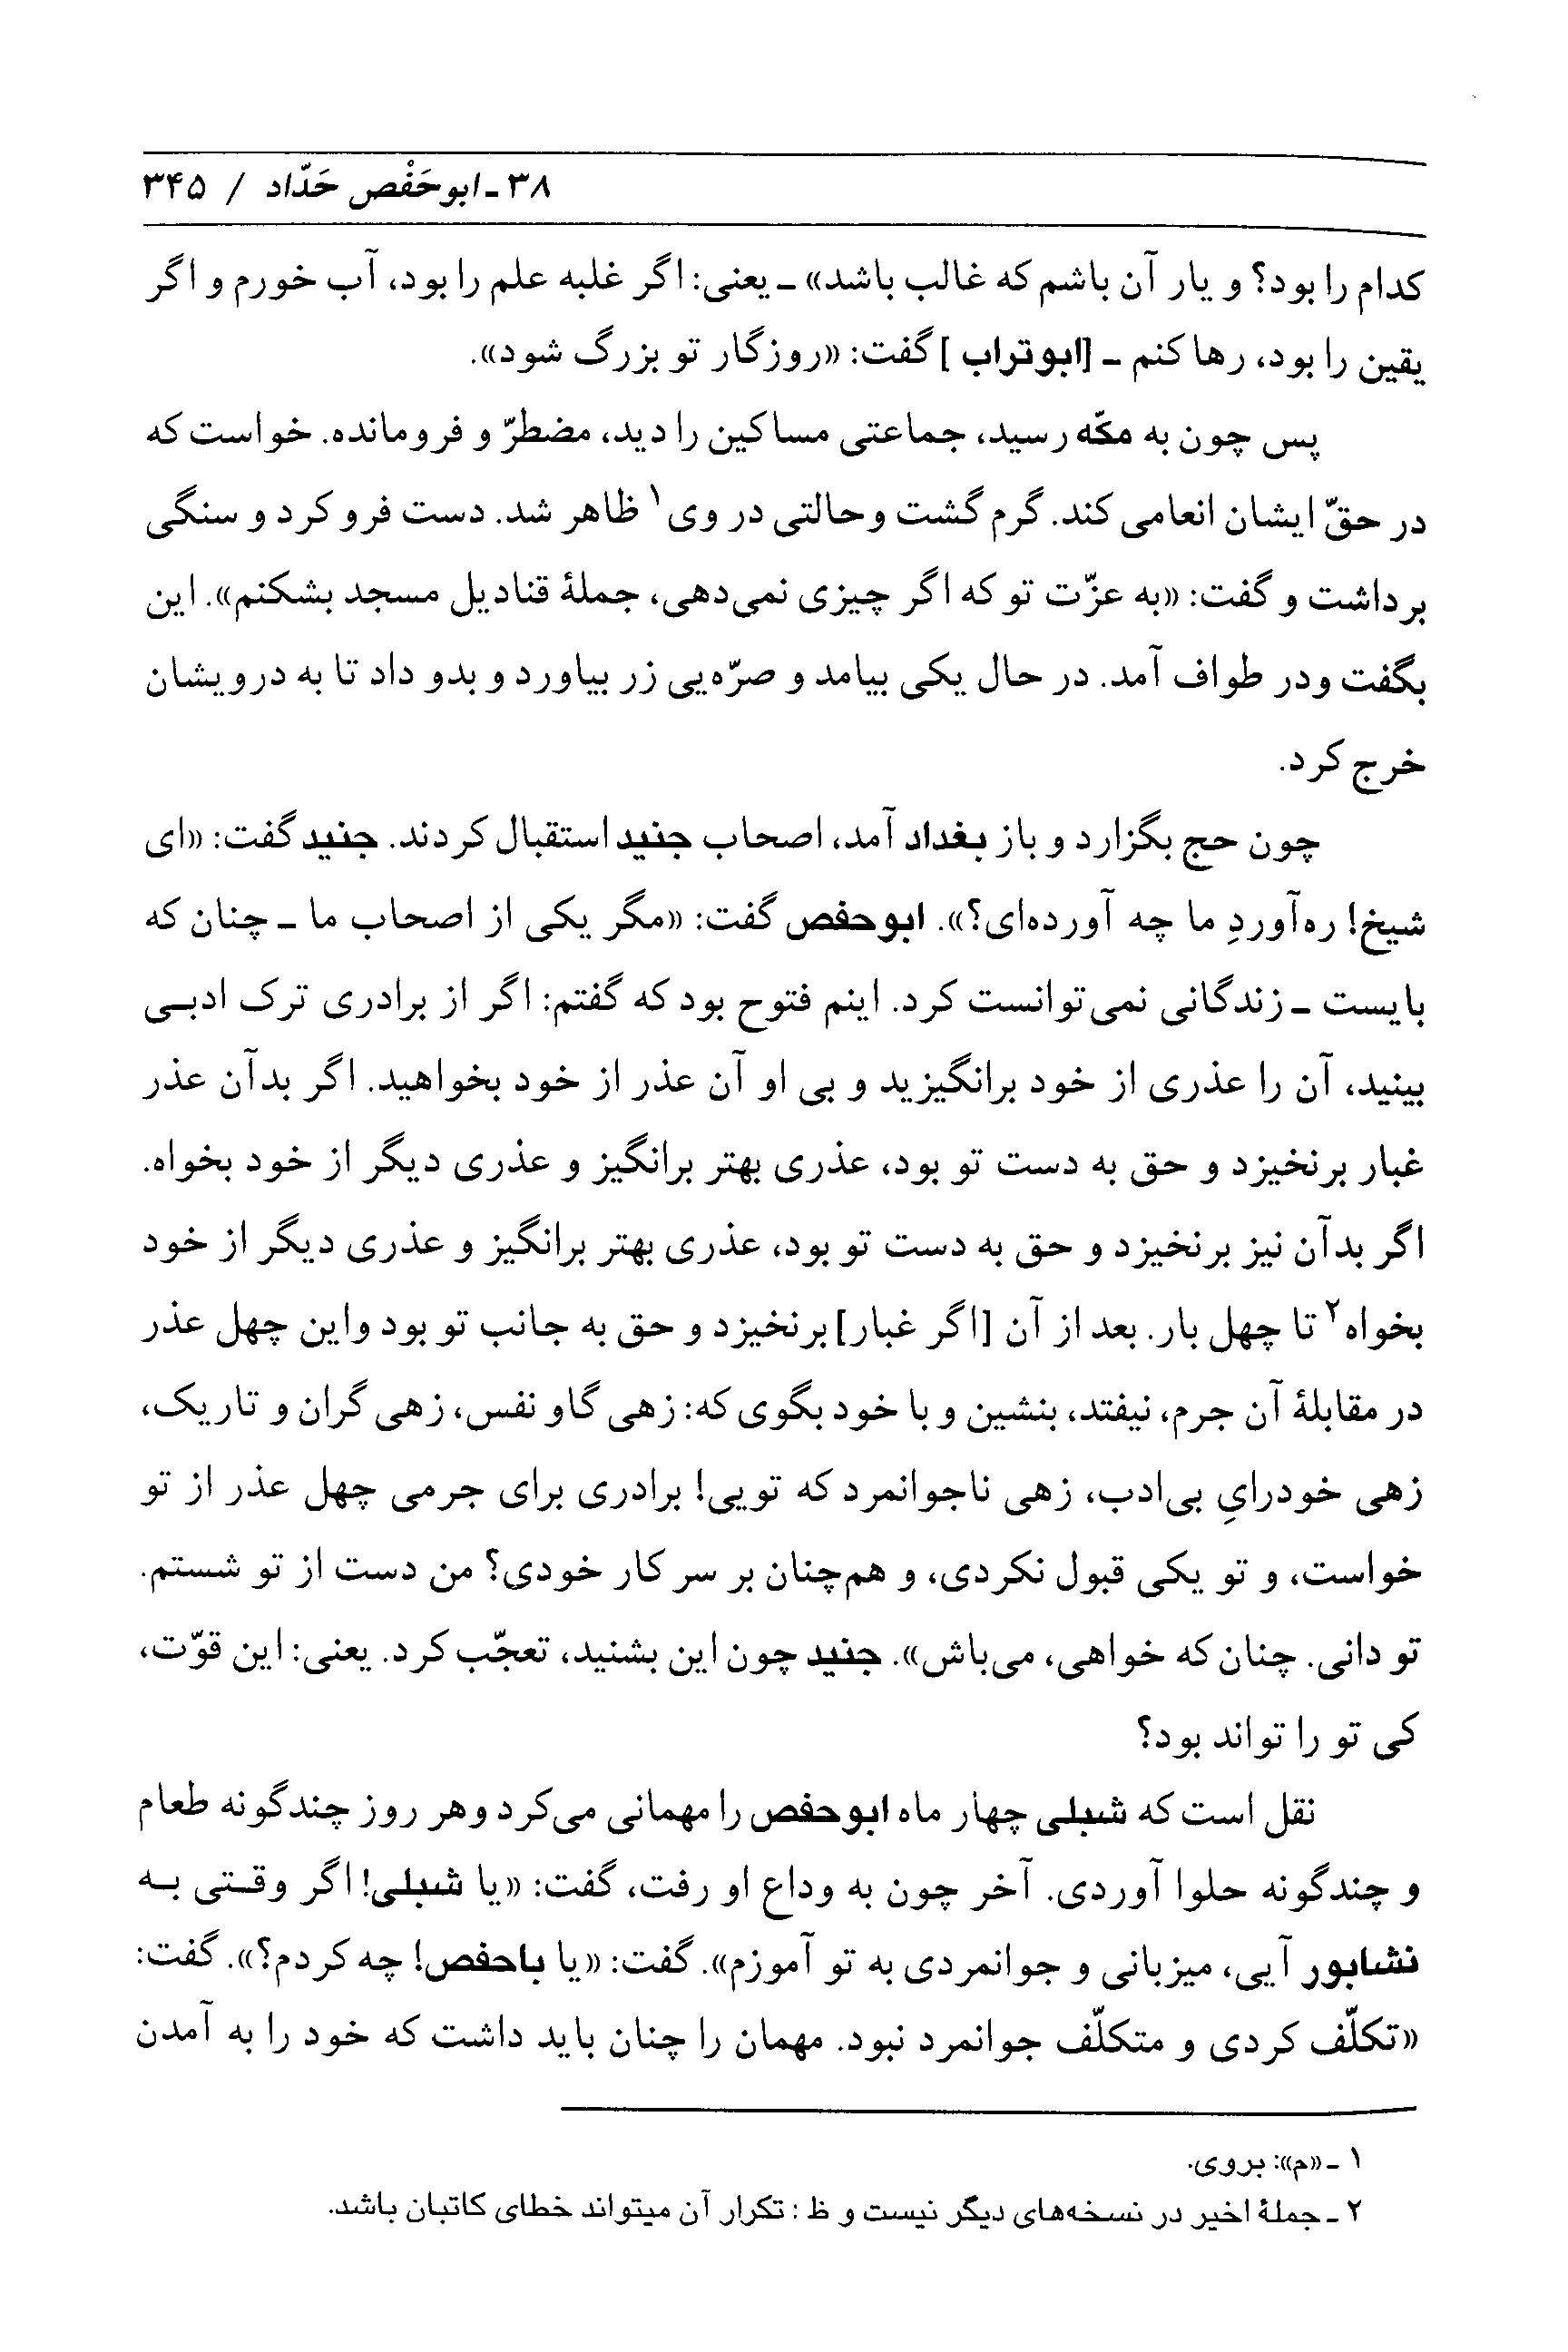 ۳۸ ـ ابوحَفْص حَدّاد / ۳۴۵
کدام را بود؟ و یار آن باشم که غالب باشد» ـ یعنی: اگر غلبه علم را بود، آب خورم و اگر
یقین را بود، رها کنم ـ [ابوتراب] گفت: «روزگار تو بزرگ شود».
پس چون به مکّه رسید، جماعتی مساکین را دید، مضطرّ و فرومانده. خواست که
در حقّ ایشان انعامی کند. گرم گشت و حالتی در وی۱ ظاهر شد. دست فرو کرد و سنگی
برداشت و گفت: «به عزّت تو که اگر چیزی نمی‌دهی، جملهٔ قنادیل مسجد بشکنم». این
بگفت و در طواف آمد. در حال یکی بیامد و صرّه‌یی زر بیاورد و بدو داد تا به درویشان
خرج کرد.
چون حج بگزارد و باز بغداد آمد، اصحاب جنید استقبال کردند. جنید گفت: «ای
شیخ! ره‌آوردِ ما چه آورده‌ای؟». ابوحفص گفت: «مگر یکی از اصحاب ما ـ چنان که
بایست ـ زندگانی نمی‌توانست کرد. اینم فتوح بود که گفتم: اگر از برادری ترک ادبی
بینید، آن را عذری از خود برانگیزید و بی او آن عذر از خود بخواهید. اگر بدآن عذر
غبار برنخیزد و حق به دست تو بود، عذری بهتر برانگیز و عذری دیگر از خود بخواه.
اگر بدآن نیز برنخیزد و حق به دست تو بود، عذری بهتر برانگیز و عذری دیگر از خود
بخواه۲ تا چهل بار. بعد از آن [اگر غبار] برنخیزد و حق به جانب تو بود و این چهل عذر
در مقابلهٔ آن جرم، نیفتد، بنشین و با خود بگوی که: زهی گاو نفس، زهی گران و تاریک،
زهی خودرایِ بی‌ادب، زهی ناجوانمرد که تویی! برادری برای جرمی چهل عذر از تو
خواست، و تو یکی قبول نکردی، و هم‌چنان بر سر کار خودی؟ من دست از تو شستم.
تو دانی. چنان که خواهی، می‌باش». جنید چون این بشنید، تعجّب کرد. یعنی: این قوّت،
کی تو را تواند بود؟
نقل است که شبلی چهار ماه ابوحفص را مهمانی می‌کرد و هر روز چندگونه طعام
و چندگونه حلوا آوردی. آخر چون به وداع او رفت، گفت: «یا شبلی! اگر وقتی به
نشابور آیی، میزبانی و جوانمردی به تو آموزم». گفت: «یا باحفص! چه کردم؟». گفت:
«تکلّف کردی و متکلّف جوانمرد نبود. مهمان را چنان باید داشت که خود را به آمدن
۱ ـ «م»: بروی.
۲ ـ جملهٔ اخیر در نسخه‌های دیگر نیست و ظ : تکرار آن میتواند خطای کاتبان باشد.